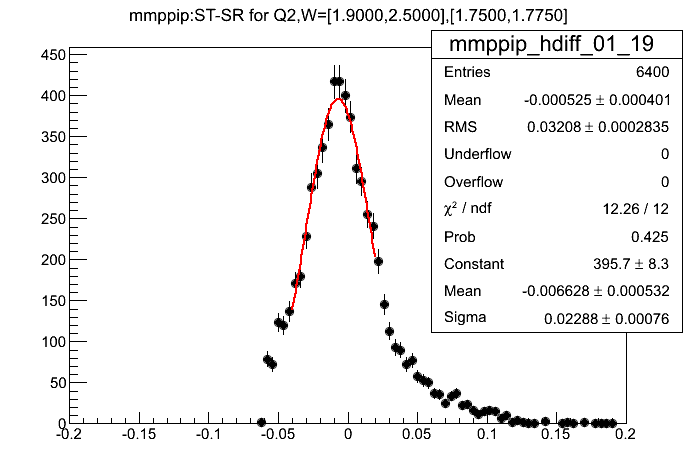 mmppip:ST-SR for Q2,W=[1.9000,2.5000],[1.7500,1.7750]
mmppip_hdiff_01_19
Entries 6400
Mean -0.000525 ± 0.000401
RMS 0.03208 ± 0.0002835
Underflow 0
Overflow 0
χ² / ndf 12.26 / 12
Prob 0.425
Constant 395.7 ± 8.3
Mean -0.006628 ± 0.000532
Sigma 0.02288 ± 0.00076
450
400
350
300
250
200
150
100
50
0
-0.2 -0.15 -0.1 -0.05 0 0.05 0.1 0.15 0.2